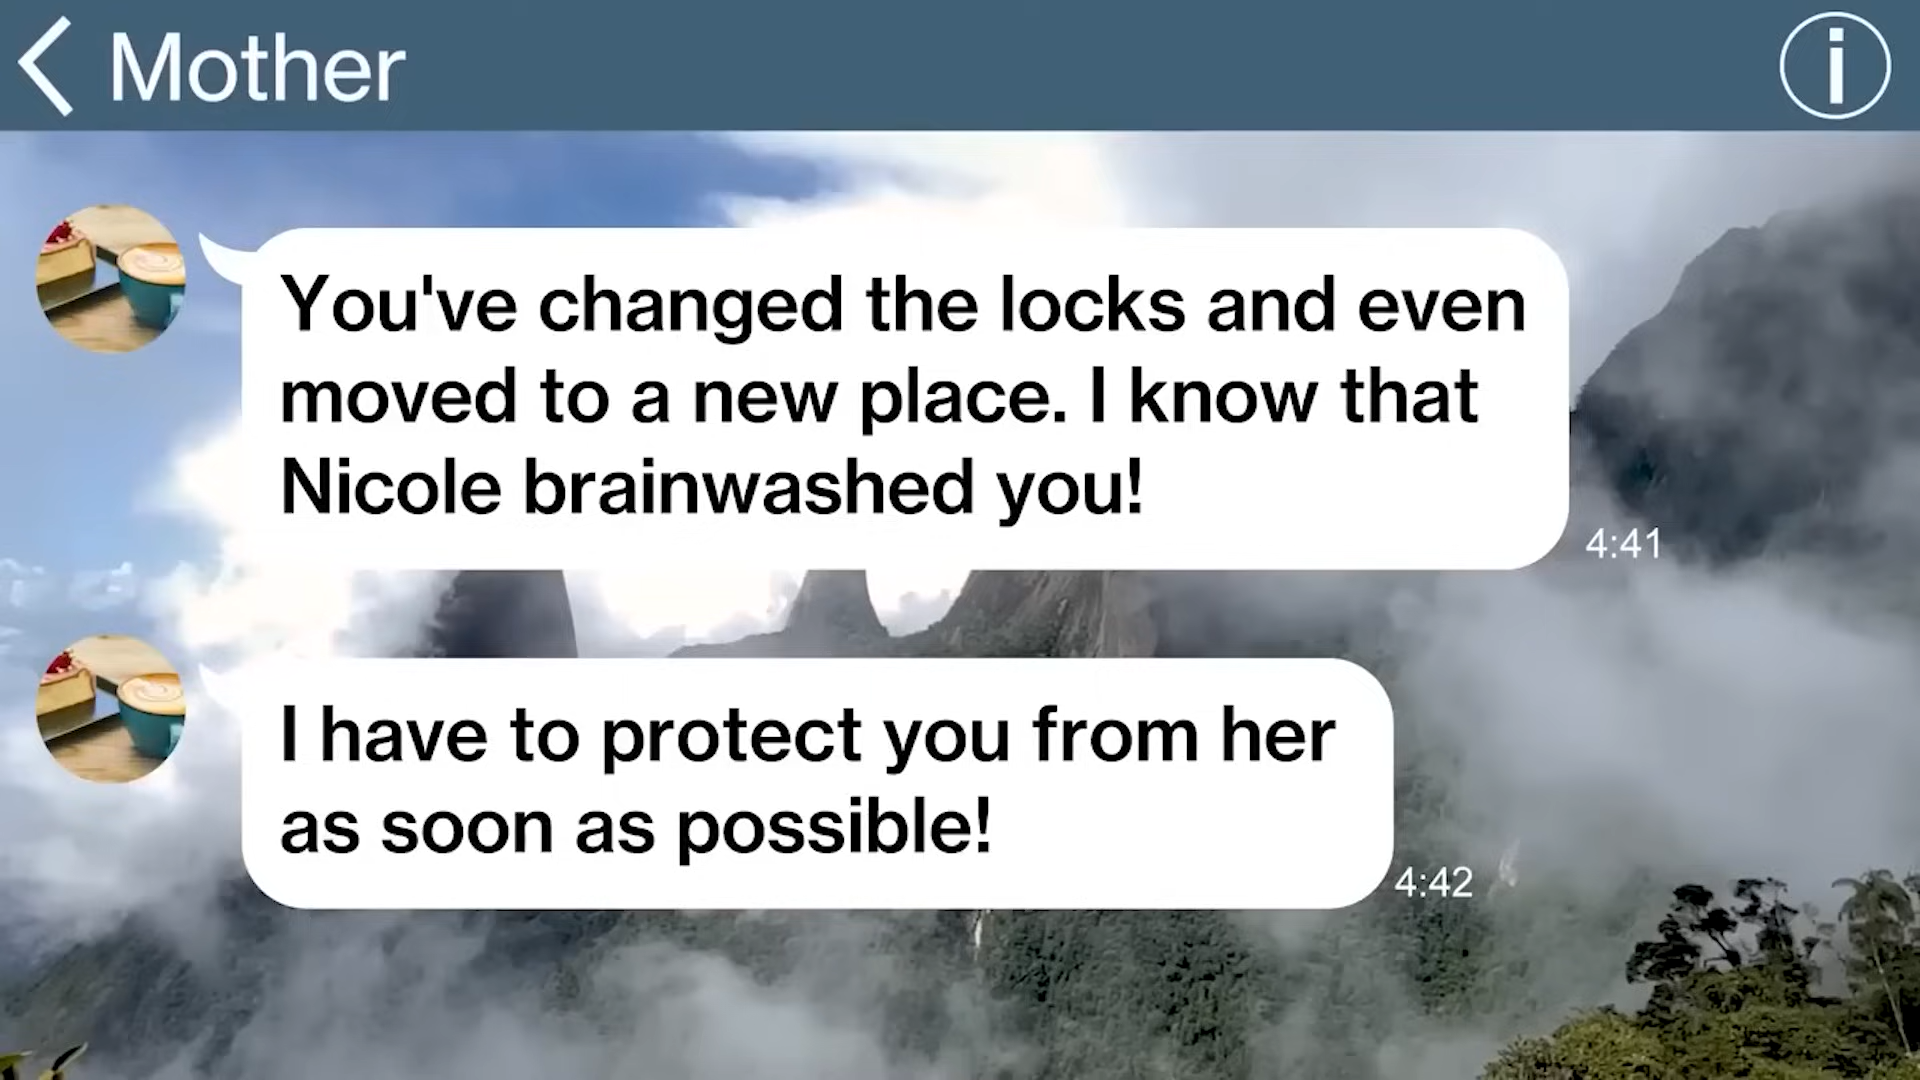 Mother
You've changed the locks and even
moved to a new place. I know that
Nicole brainwashed you!
4:41
I have to protect you from her
as soon as possible!
4:42